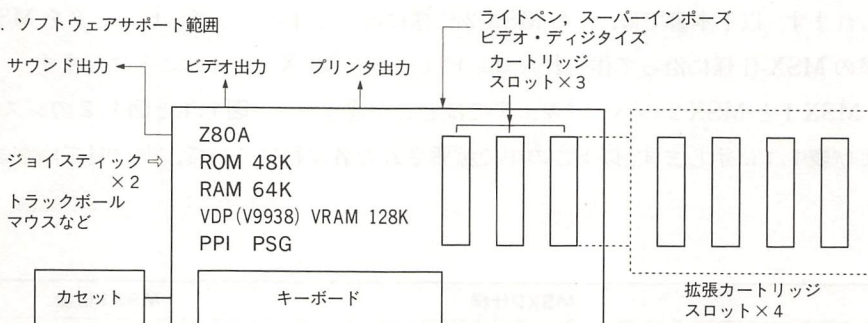 . ソフトウェアサポート範囲
ライトペン，スーパーインポーズ
ビデオ・ディジタイズ
サウンド出力
ビデオ出力
プリンタ出力
カートリッジ
スロット×3
Z80A
ROM 48K
RAM 64K
VDP(V9938) VRAM 128K
PPI PSG
ジョイスティック
×2
トラックボール
マウスなど
カセット
キーボード
拡張カートリッジ
スロット×4